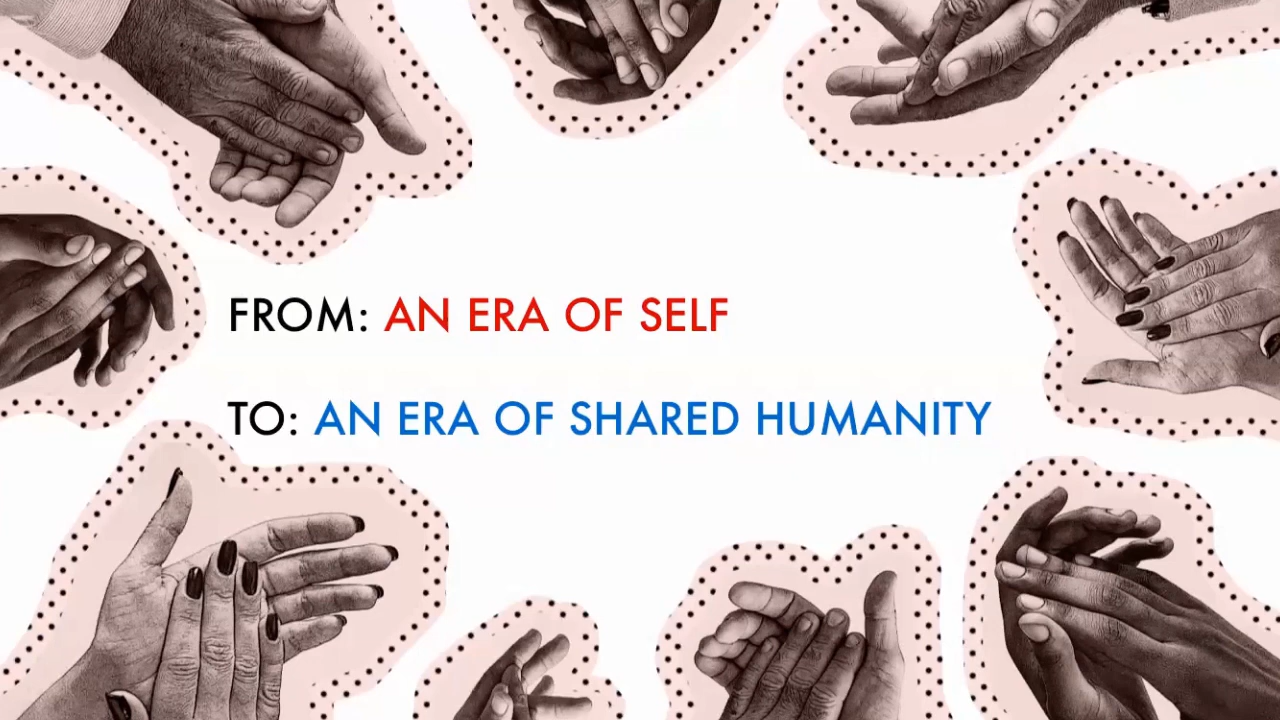 FROM: AN ERA OF SELF
TO: AN ERA OF SHARED HUMANITY